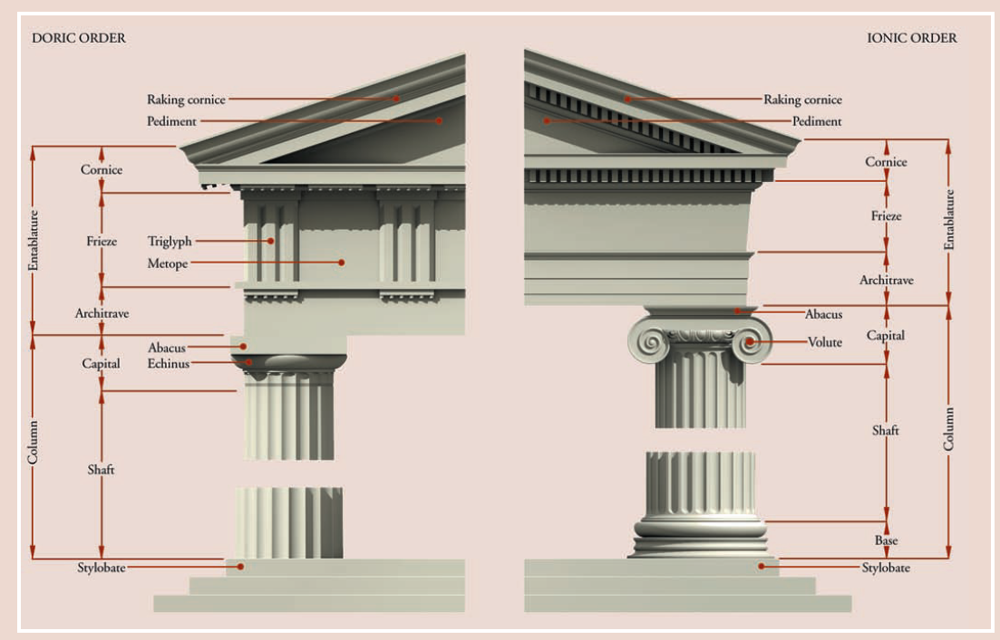 DORIC ORDER
Raking cornice
Pediment
Cornice
Entablature
Frieze
Triglyph
Metope
Architrave
Abacus
Capital
Echinus
Column
Shaft
Stylobate
IONIC ORDER
Raking cornice
Pediment
Cornice
Entablature
Frieze
Architrave
Abacus
Capital
Volute
Column
Shaft
Base
Stylobate